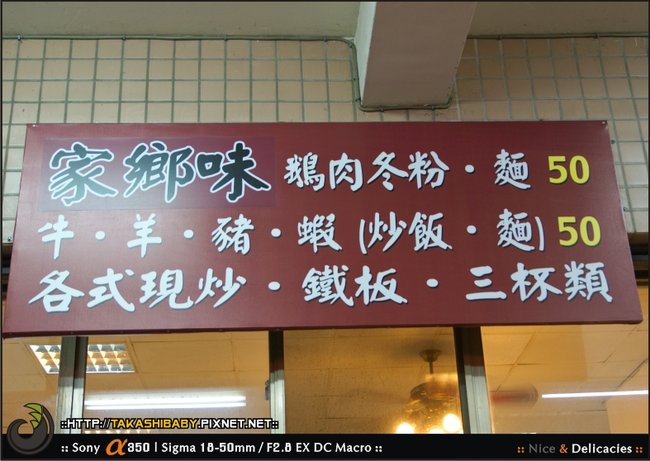 家鄉味 鵝肉冬粉・麵 50
牛・羊・豬・蝦(炒飯・麵) 50
各式現炒・鐵板・三杯類
::HTTP://TAKASHIBABY.PIXNET.NET::
:: Sony α350 | Sigma 18-50mm / F2.8 EX DC Macro :: :: Nice & Delicacies ::